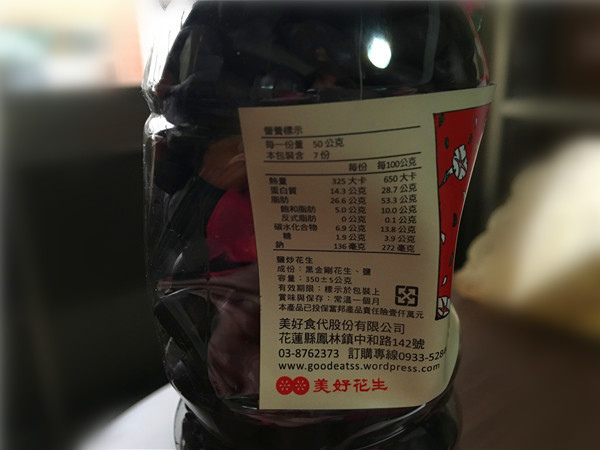 營養標示
每一份量 50 公克
本包裝含 7 份
每份 每100公克
熱量 325 大卡 650 大卡
蛋白質 14.3 公克 28.7 公克
脂肪 26.6 公克 53.3 公克
飽和脂肪 5.0 公克 10.0 公克
反式脂肪 0 公克 0.1 公克
碳水化合物 6.9 公克 13.8 公克
糖 1.9 公克 3.9 公克
鈉 136 毫克 272 毫克
鹽炒花生
成份：黑金剛花生、鹽
容量：350±5公克
有效期限：標示於包裝上
賞味與保存：常溫一個月
本產品已投保富邦產品責任險壹仟萬元
美好食代股份有限公司
花蓮縣鳳林鎮中和路142號
03-8762373 訂購專線0933-528
www.goodeatss.wordpress.com
美好花生